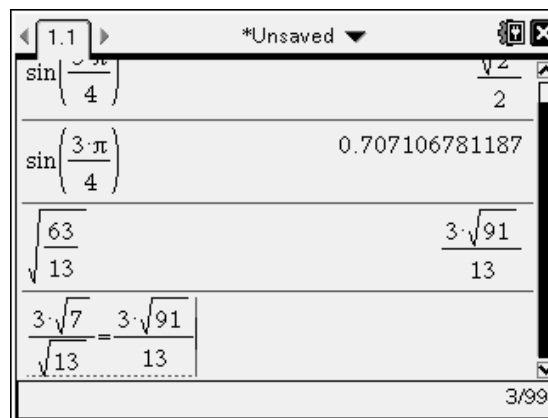 1.1 *Unsaved
sin(3·π/4) √2/2
sin(3·π/4) 0.707106781187
√(63/13) 3·√91/13
3·√7/√13=3·√91/13
3/99